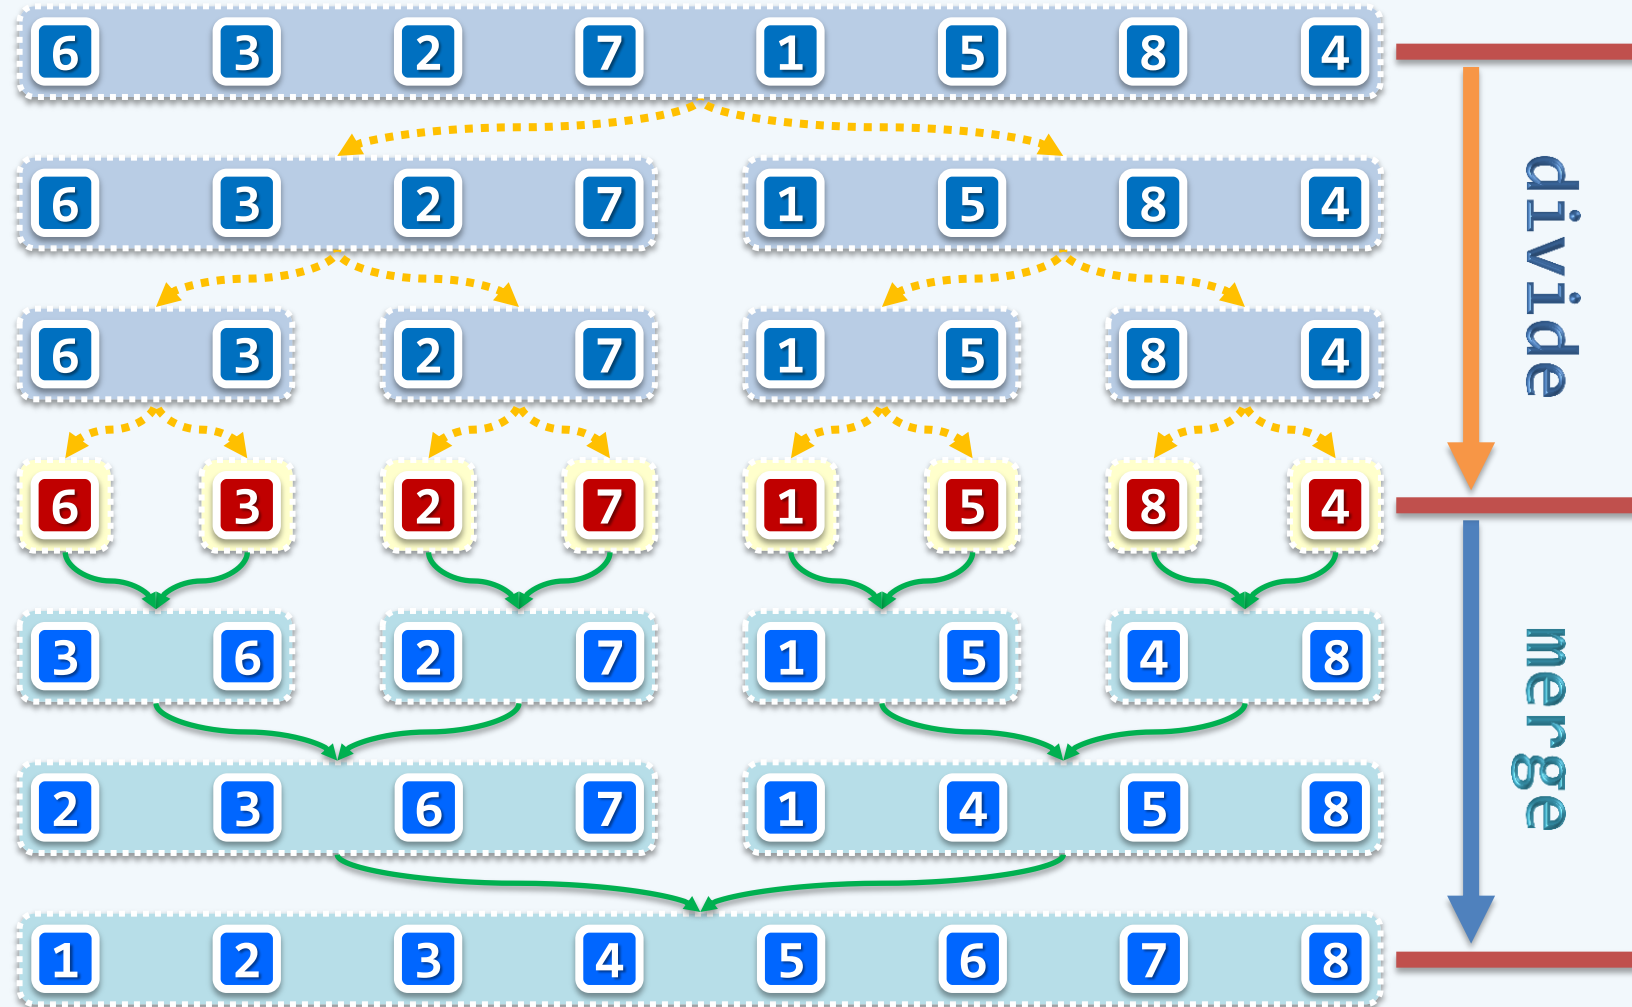 6 3 2 7 1 5 8 4
6 3 2 7 1 5 8 4
6 3 2 7 1 5 8 4
6 3 2 7 1 5 8 4
3 6 2 7 1 5 4 8
2 3 6 7 1 4 5 8
1 2 3 4 5 6 7 8
divide
merge